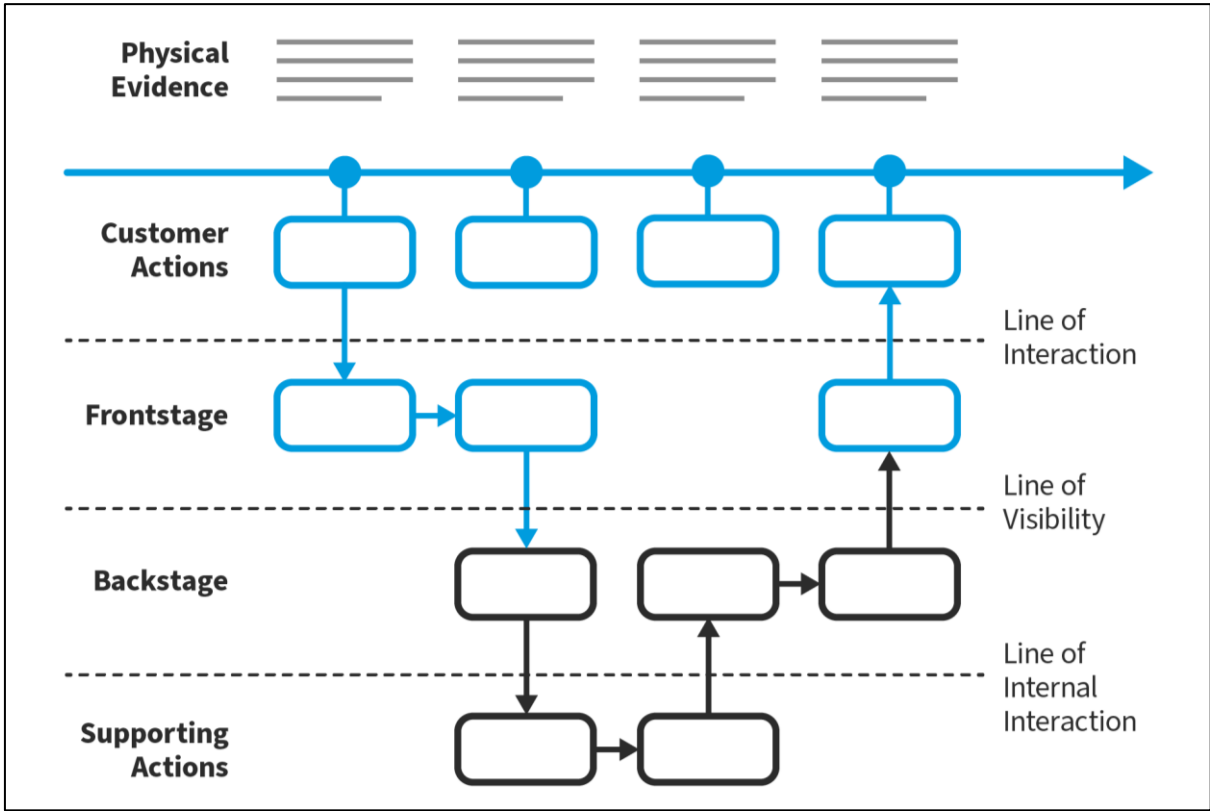 Physical
Evidence
Customer
Actions
Line of
Interaction
Frontstage
Line of
Visibility
Backstage
Line of
Internal
Interaction
Supporting
Actions